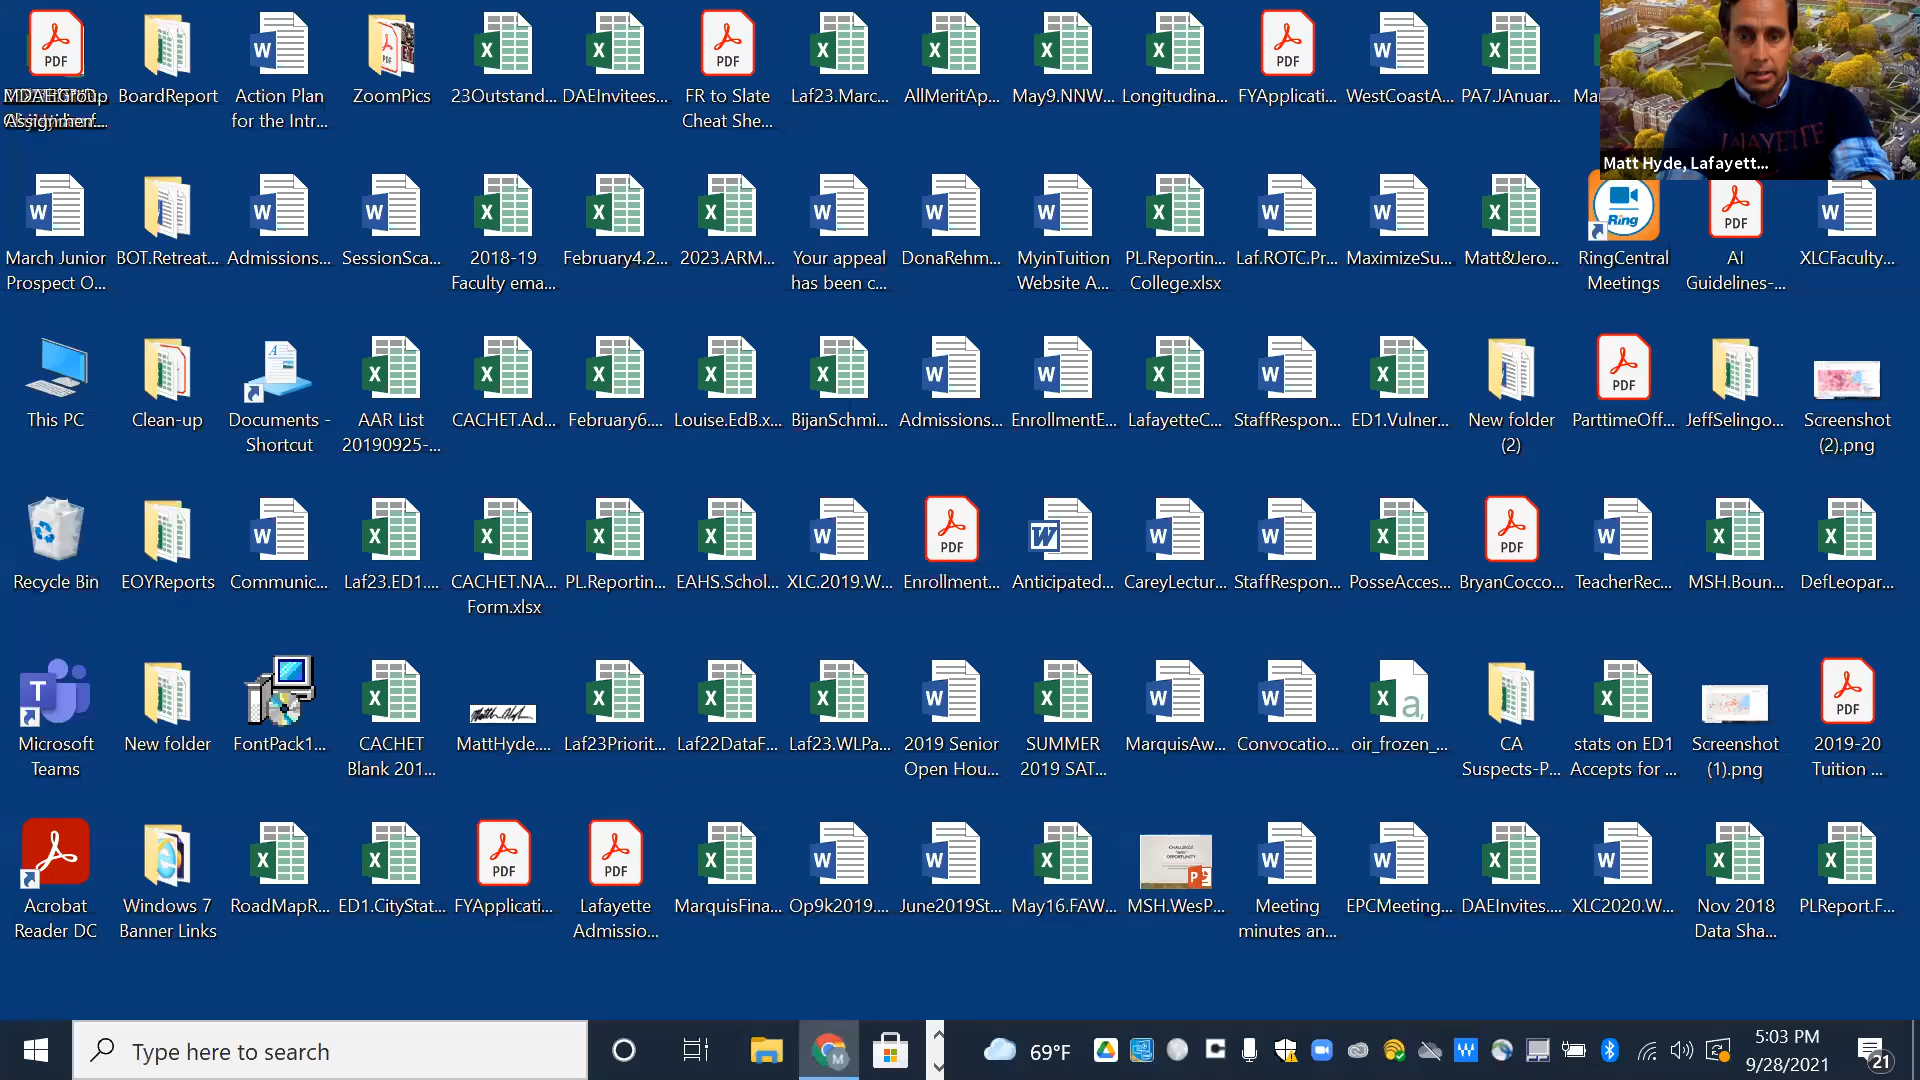 BoardReport
Action Plan
for the Intr...
ZoomPics
23Outstand...
DAEInvitees...
FR to Slate
Cheat She...
Laf23.Marc...
AllMeritAp...
May9.NNW...
Longitudina...
FYApplicati...
WestCoastA...
PA7.JAnuar...
Matt Hyde, Lafayett...
March Junior
Prospect O...
BOT.Retreat...
Admissions...
SessionSca...
2018-19
Faculty ema...
February4.2...
2023.ARM...
Your appeal
has been c...
DonaRehm...
MyinTuition
Website A...
PL.Reportin...
College.xlsx
Laf.ROTC.Pr...
MaximizeSu...
Matt&Jero...
Ring
RingCentral
Meetings
AI
Guidelines-...
XLCFaculty...
This PC
Clean-up
Documents -
Shortcut
AAR List
20190925-...
CACHET.Ad...
February6....
Louise.EdB.x...
BijanSchmi...
Admissions...
EnrollmentE...
LafayetteC...
StaffRespon...
ED1.Vulner...
New folder
(2)
ParttimeOff...
JeffSelingo...
Screenshot
(2).png
Recycle Bin
EOYReports
Communic...
Laf23.ED1....
CACHET.NA...
Form.xlsx
PL.Reportin...
EAHS.Schol...
XLC.2019.W...
Enrollment...
Anticipated...
CareyLectur...
StaffRespon...
PosseAcces...
BryanCocco...
TeacherRec...
MSH.Boun...
DefLeopar...
Microsoft
Teams
New folder
FontPack1...
CACHET
Blank 201...
MattHyde....
Laf23Priorit...
Laf22DataF...
Laf23.WLPa...
2019 Senior
Open Hou...
SUMMER
2019 SAT...
MarquisAw...
Convocatio...
oir_frozen_...
CA
Suspects-P...
stats on ED1
Accepts for ...
Screenshot
(1).png
2019-20
Tuition ...
Acrobat
Reader DC
Windows 7
Banner Links
RoadMapR...
ED1.CityStat...
FYApplicati...
Lafayette
Admissio...
MarquisFina...
Op9k2019....
June2019St...
May16.FAW...
MSH.WesP...
Meeting
minutes an...
EPCMeeting...
DAEInvites....
XLC2020.W...
Nov 2018
Data Sha...
PLReport.F...
Type here to search
69°F
5:03 PM
9/28/2021
21